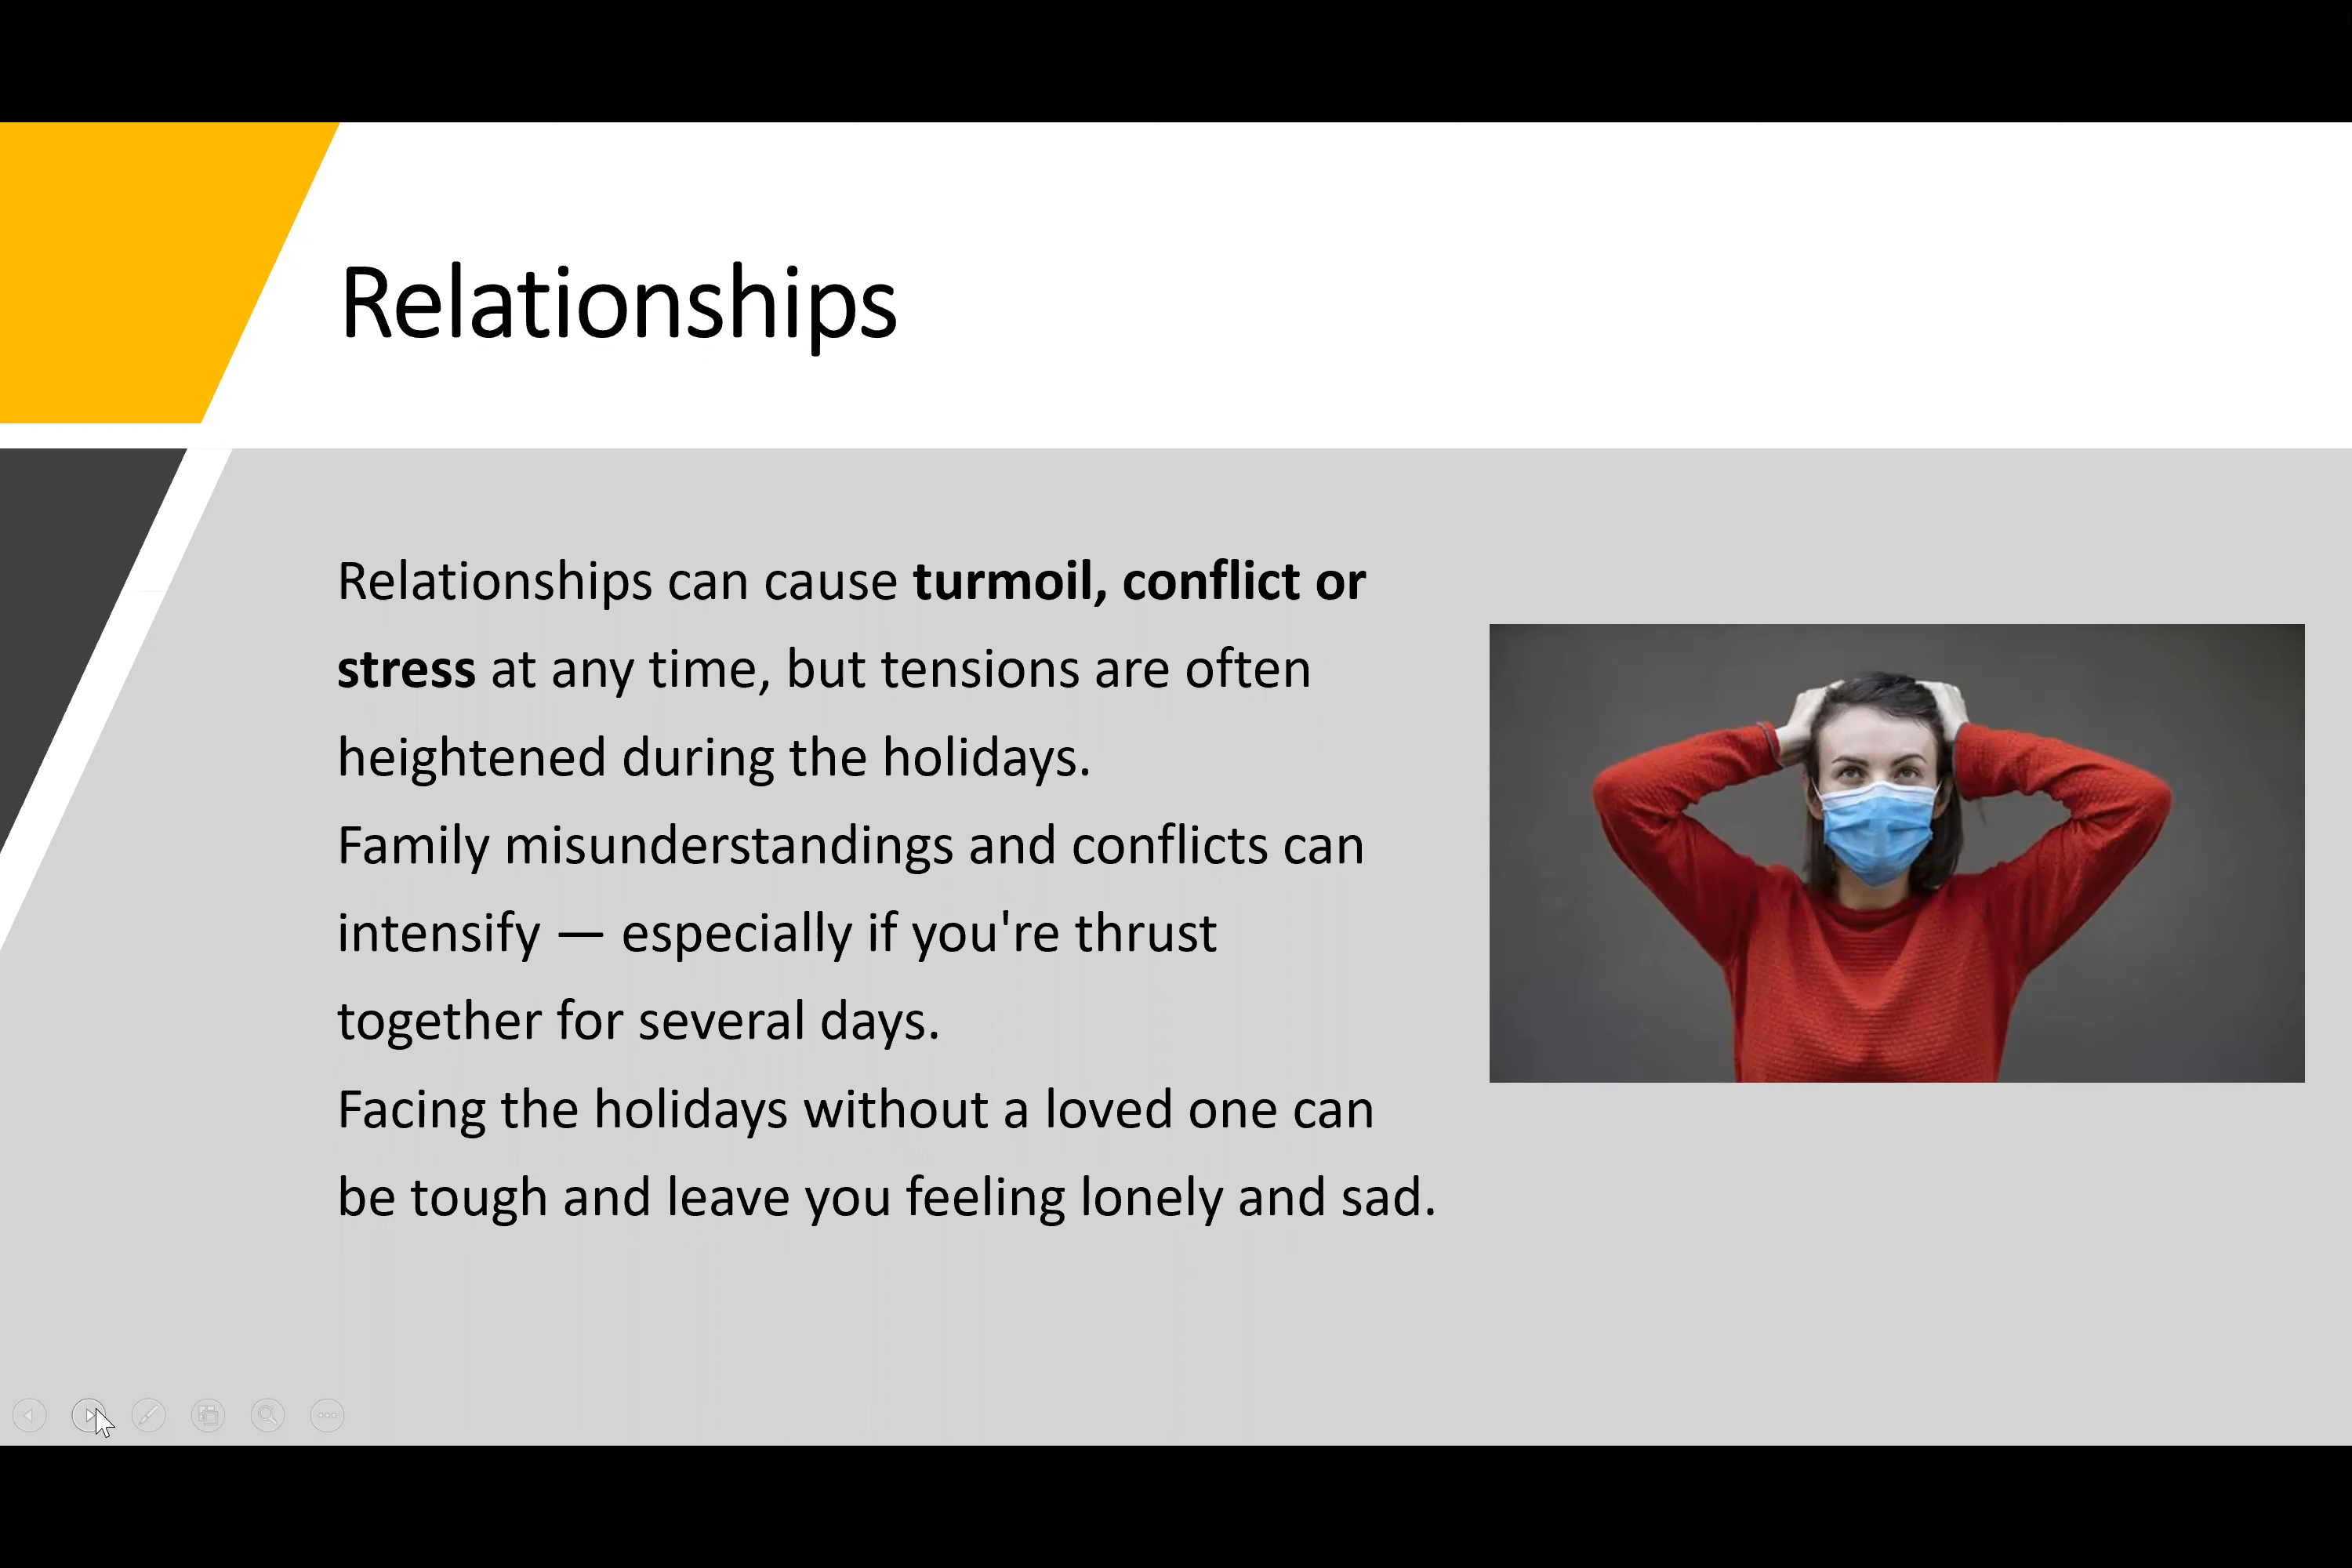 Relationships
Relationships can cause turmoil, conflict or
stress at any time, but tensions are often
heightened during the holidays.
Family misunderstandings and conflicts can
intensify — especially if you're thrust
together for several days.
Facing the holidays without a loved one can
be tough and leave you feeling lonely and sad.